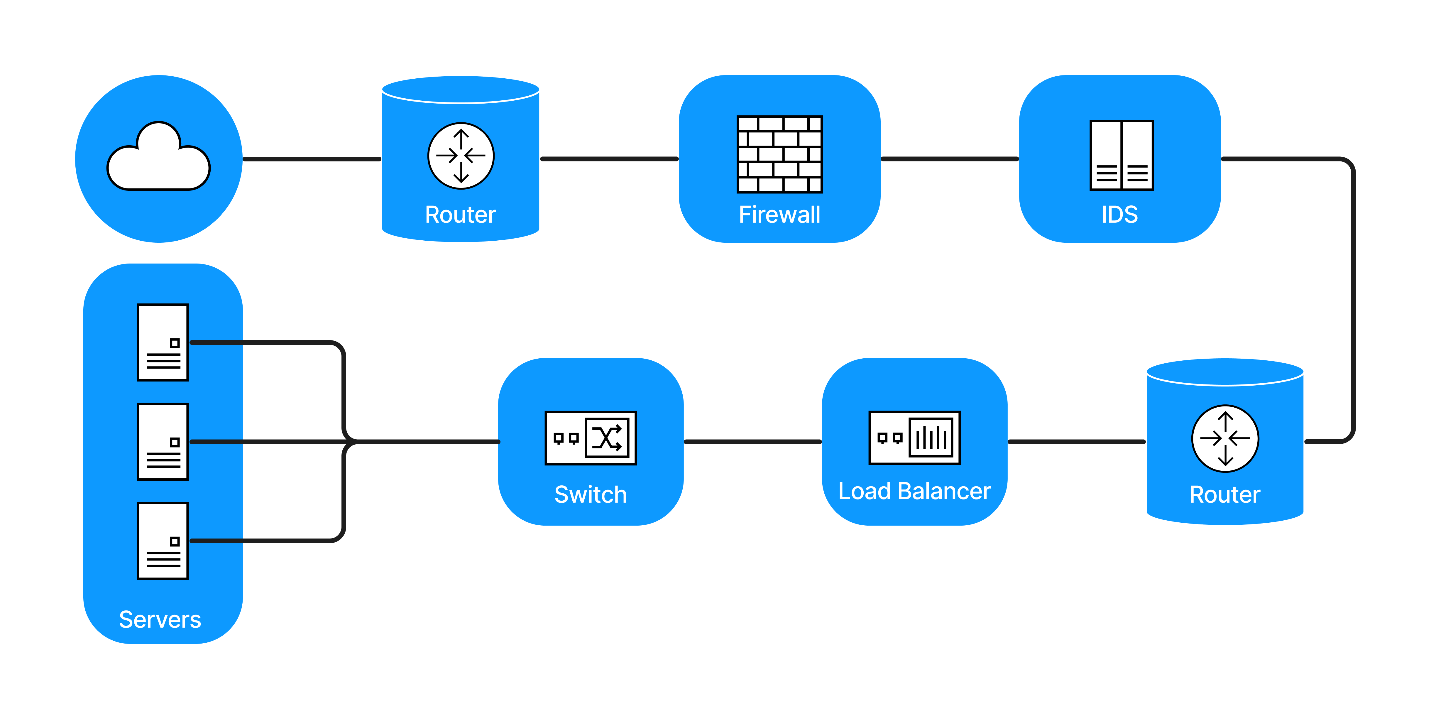 Router
Firewall
IDS
Servers
Switch
Load Balancer
Router